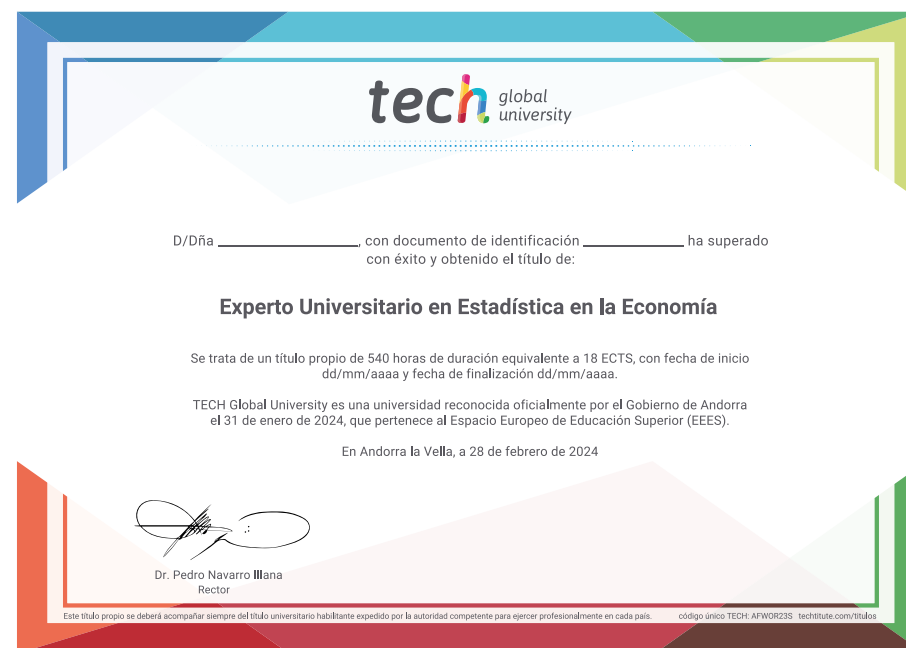 tech global university
D/Dña ____________________, con documento de identificación ______________ ha superado
con éxito y obtenido el título de:
Experto Universitario en Estadística en la Economía
Se trata de un título propio de 540 horas de duración equivalente a 18 ECTS, con fecha de inicio
dd/mm/aaaa y fecha de finalización dd/mm/aaaa.
TECH Global University es una universidad reconocida oficialmente por el Gobierno de Andorra
el 31 de enero de 2024, que pertenece al Espacio Europeo de Educación Superior (EEES).
En Andorra la Vella, a 28 de febrero de 2024
Dr. Pedro Navarro Illana
Rector
Este título propio se deberá acompañar siempre del título universitario habilitante expedido por la autoridad competente para ejercer profesionalmente en cada país. código único TECH: AFWOR23S techtitute.com/titulos